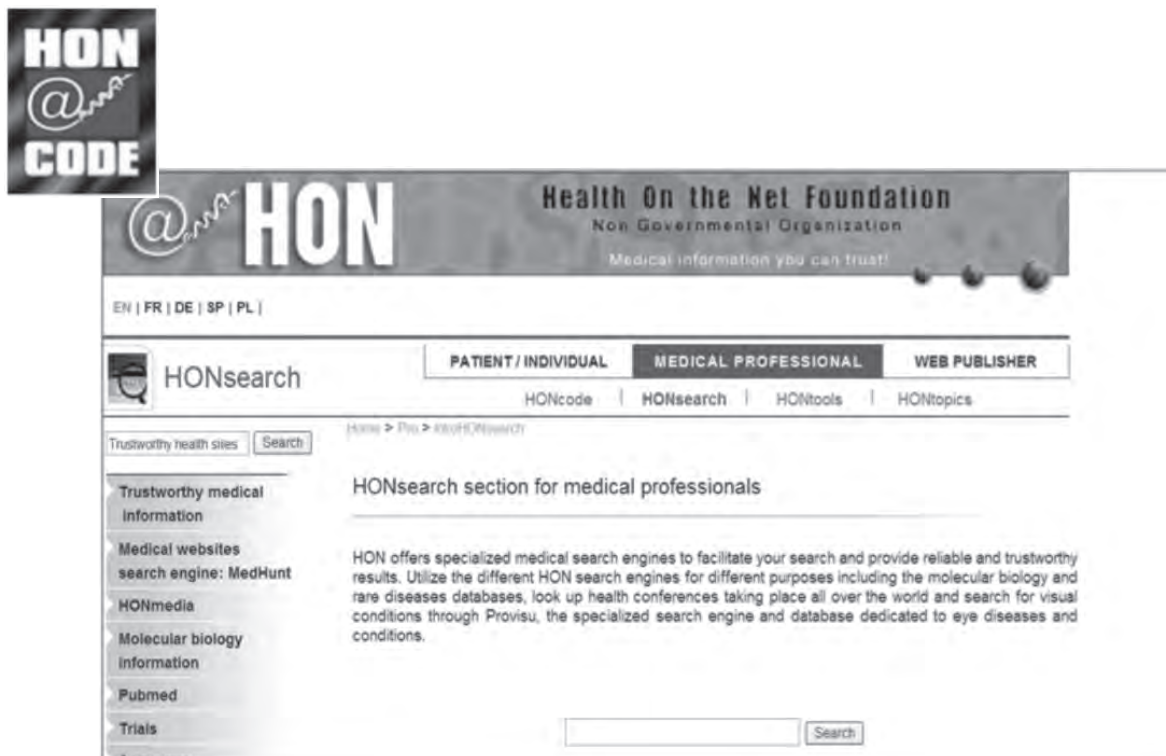 HON
@
CODE
@ HON
Health On the Net Foundation
Non Governmental Organization
Medical information you can trust!
EN | FR | DE | SP | PL |
HONsearch
PATIENT / INDIVIDUAL
MEDICAL PROFESSIONAL
WEB PUBLISHER
HONcode | HONsearch | HONtools | HONtopics
Trustworthy health sites Search
Home > Pro > IntroHONsearch
Trustworthy medical
information
Medical websites
search engine: MedHunt
HONmedia
Molecular biology
information
Pubmed
Trials
HONsearch section for medical professionals
HON offers specialized medical search engines to facilitate your search and provide reliable and trustworthy
results. Utilize the different HON search engines for different purposes including the molecular biology and
rare diseases databases, look up health conferences taking place all over the world and search for visual
conditions through Provisu, the specialized search engine and database dedicated to eye diseases and
conditions.
Search